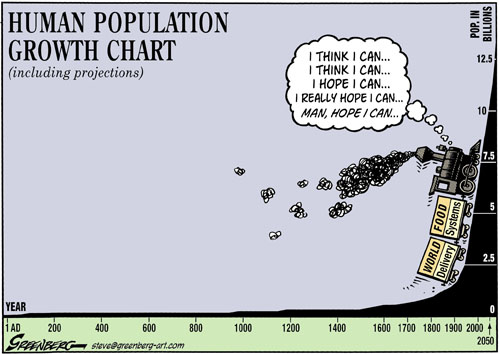 HUMAN POPULATION
GROWTH CHART
(including projections)
POP. IN
BILLIONS
I THINK I CAN...
I THINK I CAN...
I HOPE I CAN...
I REALLY HOPE I CAN...
MAN, HOPE I CAN...
12.5
10
7.5
5
2.5
0
WORLD FOOD
Delivery Systems
YEAR
1 AD 200 400 600 800 1000 1200 1400 1600 1700 1800 1900 2000
2050
GREENBERG- steve@greenberg-art.com